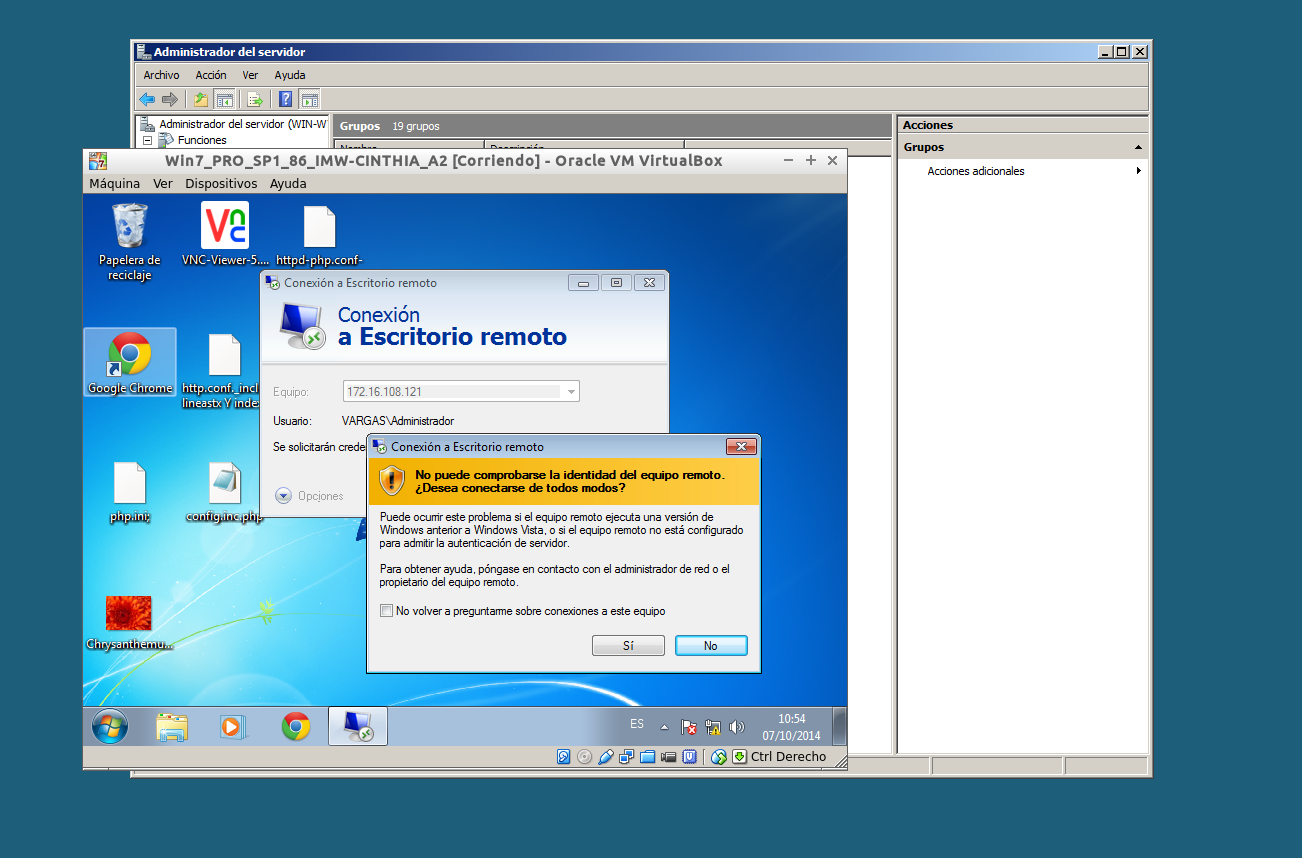 Administrador del servidor
Archivo Acción Ver Ayuda
Administrador del servidor (WIN-W
Funciones
Grupos 19 grupos
Acciones
Grupos
Acciones adicionales
Win7_PRO_SP1_86_IMW-CINTHIA_A2 [Corriendo] - Oracle VM VirtualBox
Máquina Ver Dispositivos Ayuda
Papelera de
reciclaje
VNC-Viewer-5....
httpd-php.conf-
Google Chrome
http.conf._incl
lineastx Y inde
php.ini;
config.inc.php
Chrysanthemu...
Conexión a Escritorio remoto
Conexión
a Escritorio remoto
Equipo: 172.16.108.121
Usuario: VARGAS\Administrador
Se solicitarán crede
Opciones
Conexión a Escritorio remoto
No puede comprobarse la identidad del equipo remoto.
¿Desea conectarse de todos modos?
Puede ocurrir este problema si el equipo remoto ejecuta una versión de
Windows anterior a Windows Vista, o si el equipo remoto no está configurado
para admitir la autenticación de servidor.
Para obtener ayuda, póngase en contacto con el administrador de red o el
propietario del equipo remoto.
No volver a preguntarme sobre conexiones a este equipo
Sí No
ES
10:54
07/10/2014
Ctrl Derecho